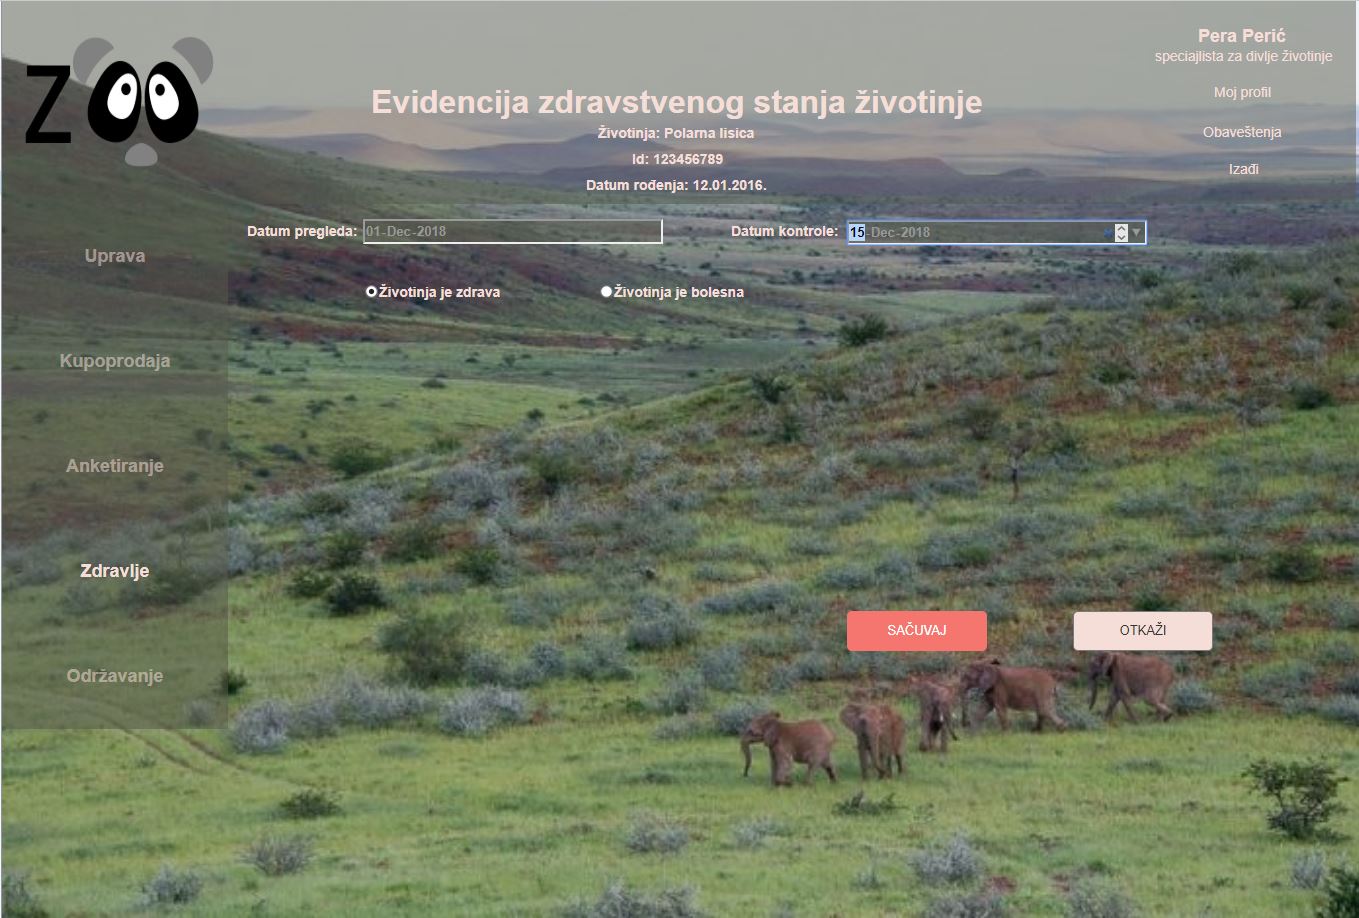 ZOO
Pera Perić
speciajlista za divlje životinje
Moj profil
Obaveštenja
Izađi
Evidencija zdravstvenog stanja životinje
Životinja: Polarna lisica
Id: 123456789
Datum rođenja: 12.01.2016.
Datum pregleda: 01-Dec-2018
Datum kontrole: 15-Dec-2018
Životinja je zdrava
Životinja je bolesna
Uprava
Kupoprodaja
Anketiranje
Zdravlje
Održavanje
SAČUVAJ
OTKAŽI